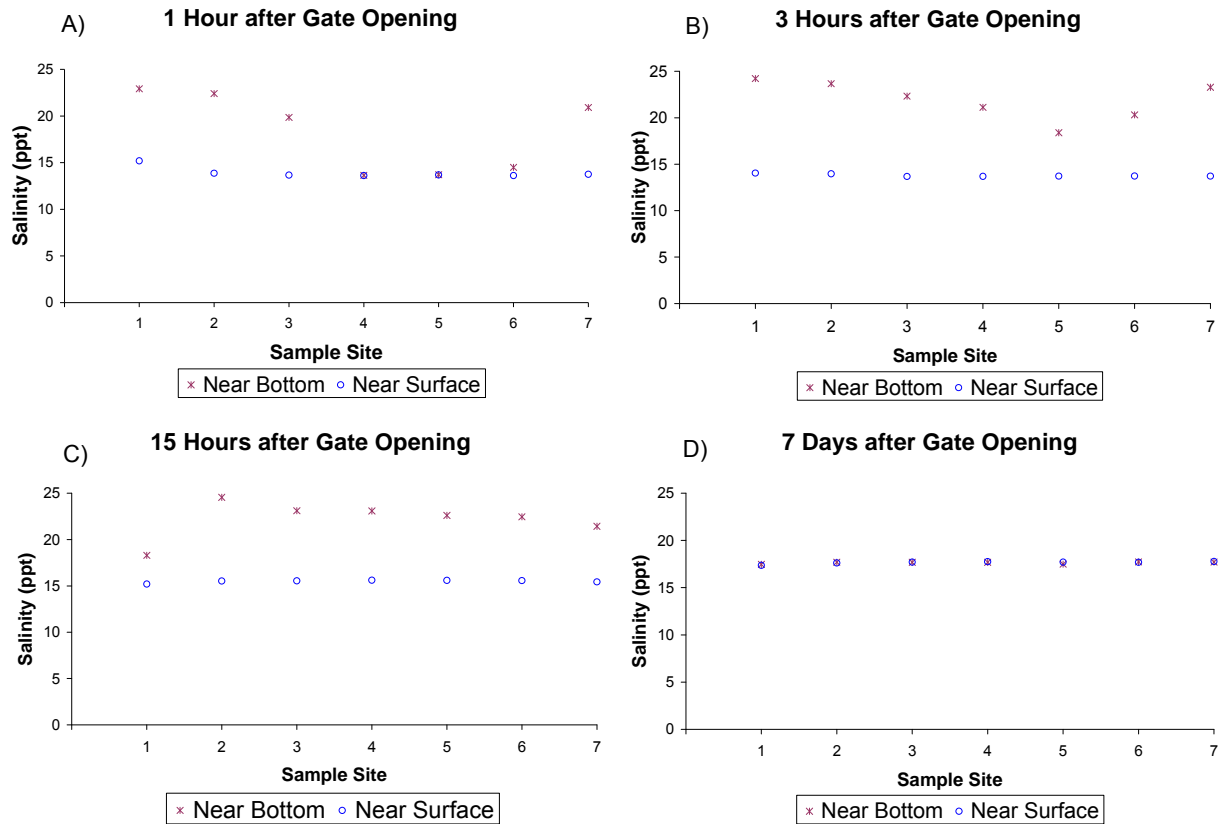 A)
1 Hour after Gate Opening
25
20
15
10
5
0
Salinity (ppt)
1 2 3 4 5 6 7
Sample Site
Near Bottom Near Surface
B)
3 Hours after Gate Opening
25
20
15
10
5
0
Salinity (ppt)
1 2 3 4 5 6 7
Sample Site
Near Bottom Near Surface
C)
15 Hours after Gate Opening
25
20
15
10
5
0
Salinity (ppt)
1 2 3 4 5 6 7
Sample Site
Near Bottom Near Surface
D)
7 Days after Gate Opening
25
20
15
10
5
0
Salinity (ppt)
1 2 3 4 5 6 7
Sample Site
Near Bottom Near Surface